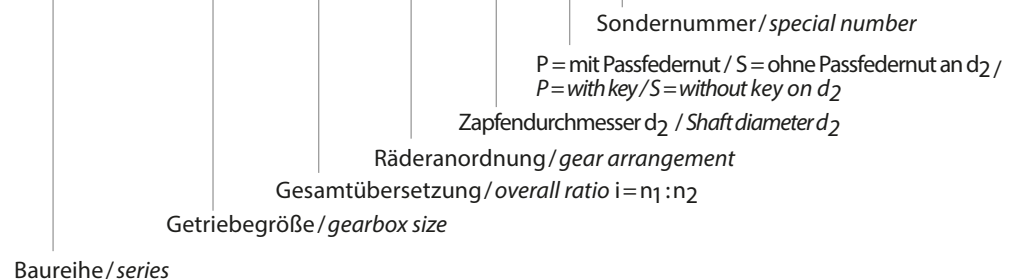 Sondernummer / special number
P = mit Passfedernut / S = ohne Passfedernut an d2 /
P = with key / S = without key on d2
Zapfendurchmesser d2 / Shaft diameter d2
Räderanordnung / gear arrangement
Gesamtübersetzung / overall ratio i = n1 : n2
Getriebegröße / gearbox size
Baureihe / series